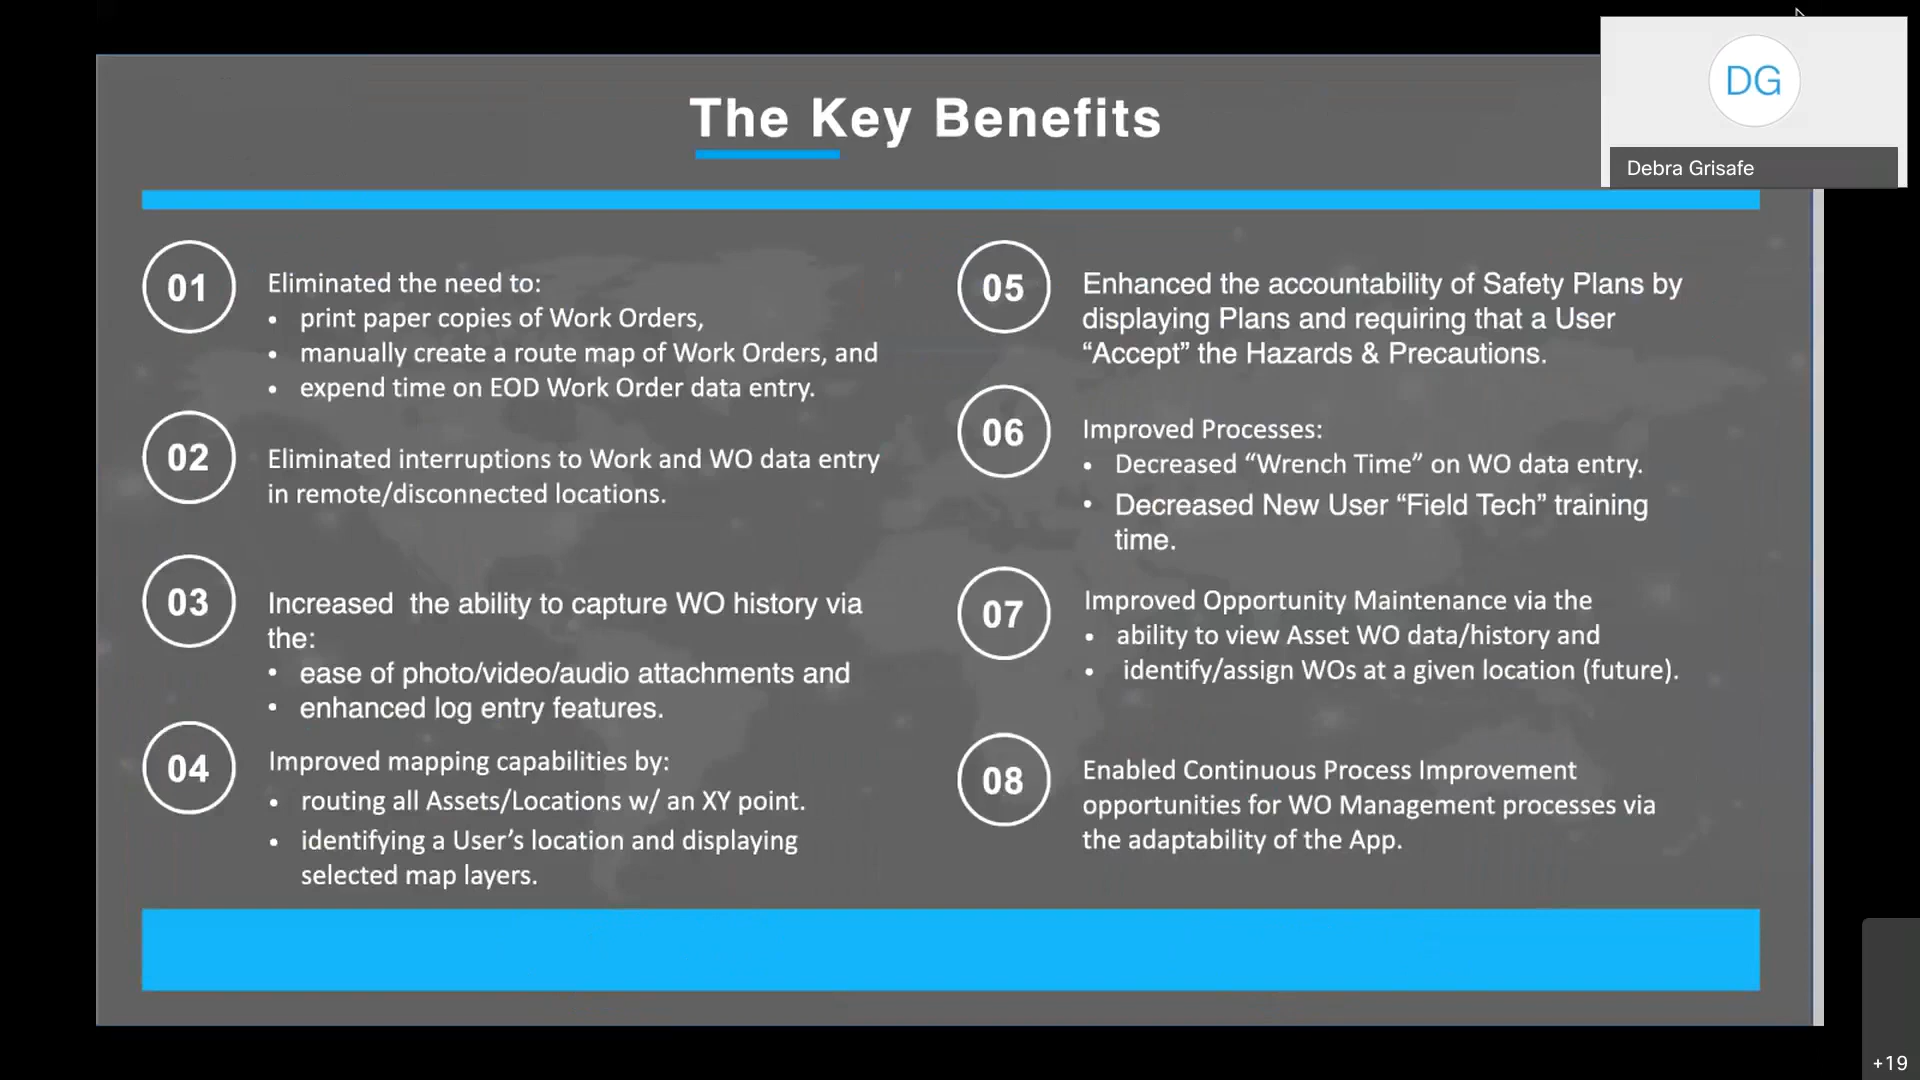 The Key Benefits
DG
Debra Grisafe
01
Eliminated the need to:
• print paper copies of Work Orders,
• manually create a route map of Work Orders, and
• expend time on EOD Work Order data entry.
02
Eliminated interruptions to Work and WO data entry
in remote/disconnected locations.
03
Increased  the ability to capture WO history via
the:
• ease of photo/video/audio attachments and
• enhanced log entry features.
04
Improved mapping capabilities by:
• routing all Assets/Locations w/ an XY point.
• identifying a User’s location and displaying
selected map layers.
05
Enhanced the accountability of Safety Plans by
displaying Plans and requiring that a User
“Accept” the Hazards & Precautions.
06
Improved Processes:
• Decreased “Wrench Time” on WO data entry.
• Decreased New User “Field Tech” training
time.
07
Improved Opportunity Maintenance via the
• ability to view Asset WO data/history and
• identify/assign WOs at a given location (future).
08
Enabled Continuous Process Improvement
opportunities for WO Management processes via
the adaptability of the App.
+19